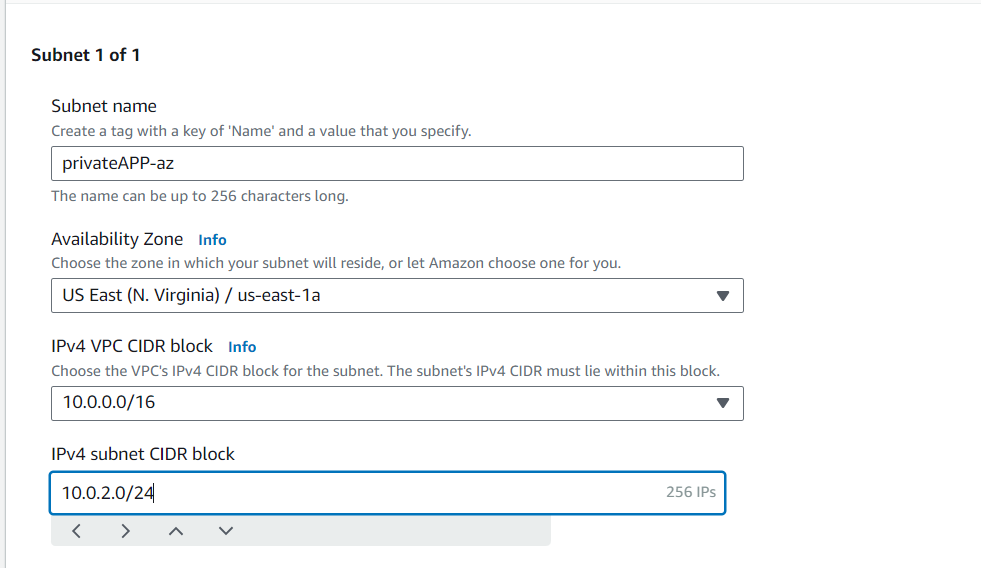 Subnet 1 of 1
Subnet name
Create a tag with a key of 'Name' and a value that you specify.
privateAPP-az
The name can be up to 256 characters long.
Availability Zone Info
Choose the zone in which your subnet will reside, or let Amazon choose one for you.
US East (N. Virginia) / us-east-1a
IPv4 VPC CIDR block Info
Choose the VPC's IPv4 CIDR block for the subnet. The subnet's IPv4 CIDR must lie within this block.
10.0.0.0/16
IPv4 subnet CIDR block
10.0.2.0/24 256 IPs